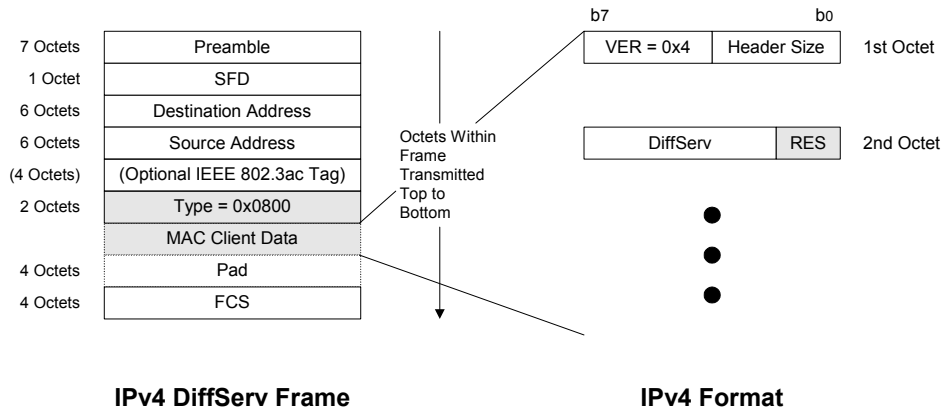 7 Octets Preamble
1 Octet SFD
6 Octets Destination Address
6 Octets Source Address
(4 Octets) (Optional IEEE 802.3ac Tag)
2 Octets Type = 0x0800
MAC Client Data
4 Octets Pad
4 Octets FCS
Octets Within
Frame
Transmitted
Top to
Bottom
b7 b0
VER = 0x4 Header Size 1st Octet
DiffServ RES 2nd Octet
IPv4 DiffServ Frame
IPv4 Format